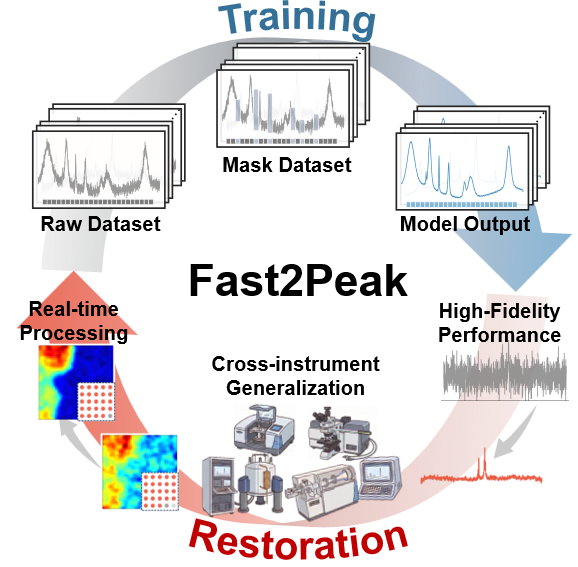 Training
Mask Dataset
Raw Dataset
Model Output
Fast2Peak
Real-time
Processing
High-Fidelity
Performance
Cross-instrument
Generalization
Restoration